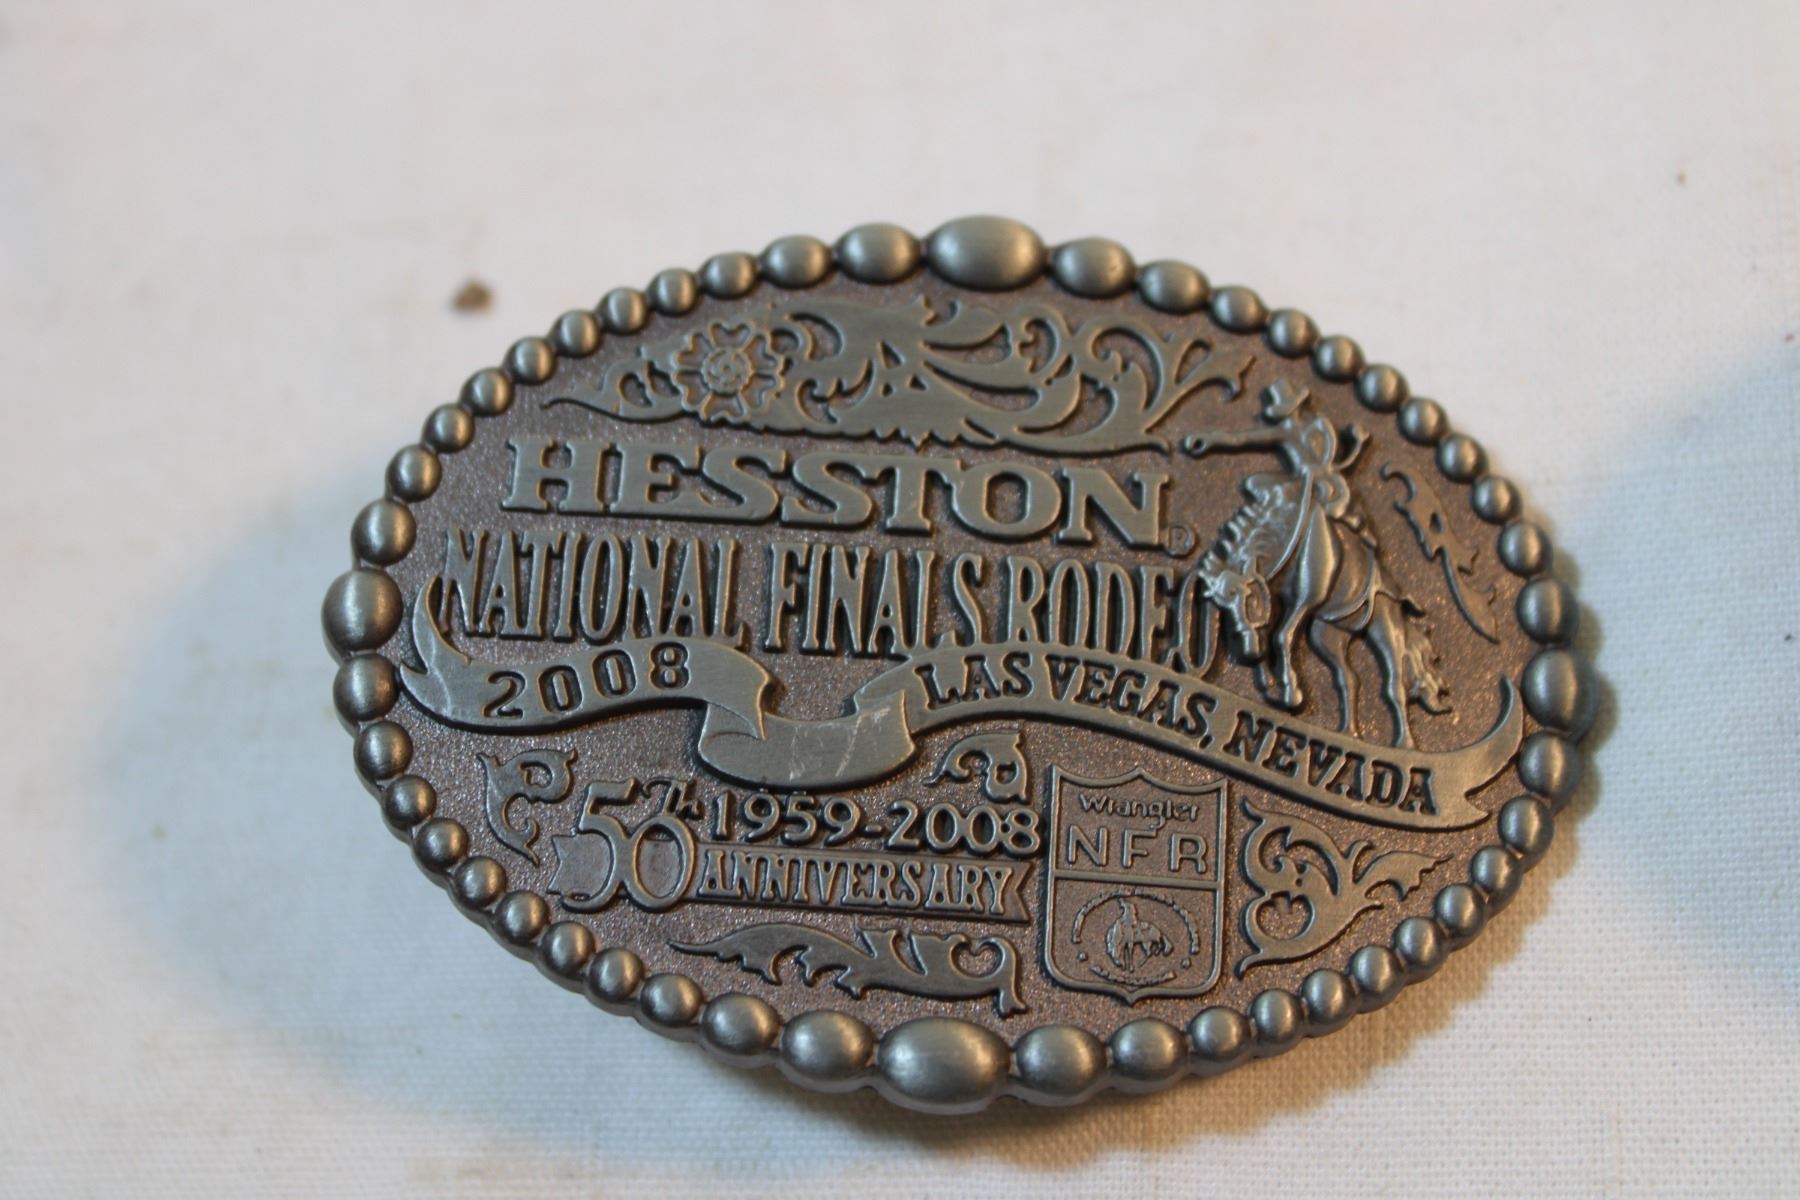 HESSTON®
NATIONAL FINALS RODEO
2008
LAS VEGAS, NEVADA
50Th 1959-2008
ANNIVERSARY
Wrangler
NFR